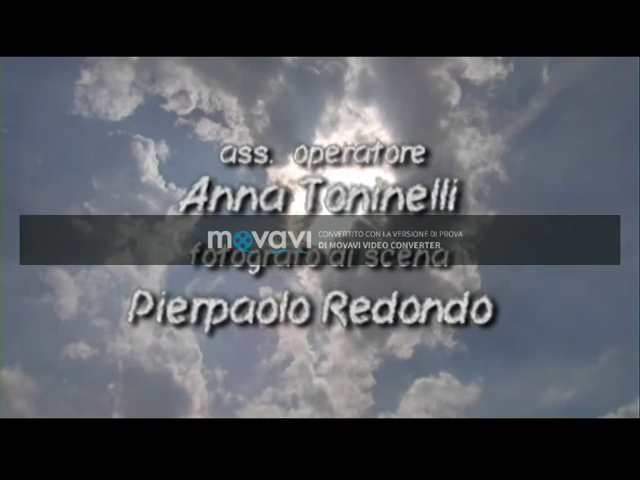 ass. operatore
Anna Toninelli
movavi
CONVERTITO CON LA VERSIONE DI PROVA
DI MOVAVI VIDEO CONVERTER
fotografo di scena
Pierpaolo Redondo